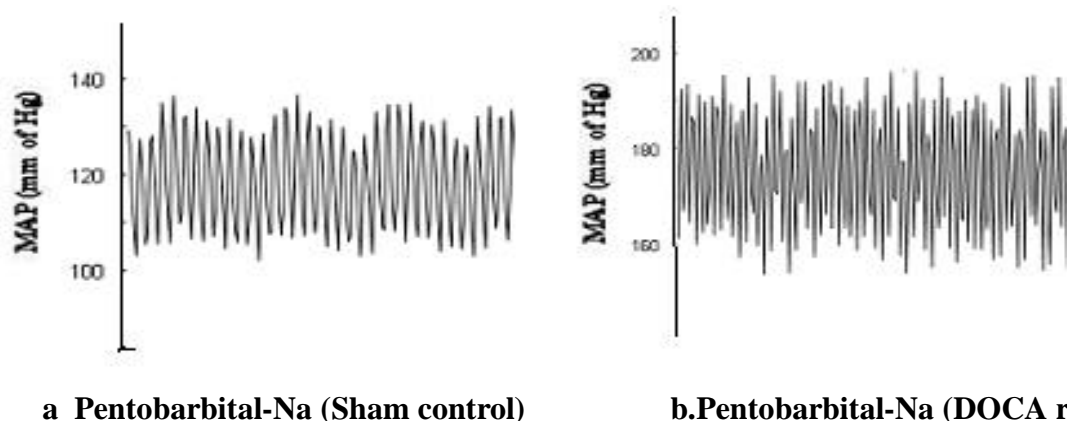 MAP (mm of Hg)
140
120
100
a Pentobarbital-Na (Sham control)
MAP (mm of Hg)
200
180
160
b.Pentobarbital-Na (DOCA r